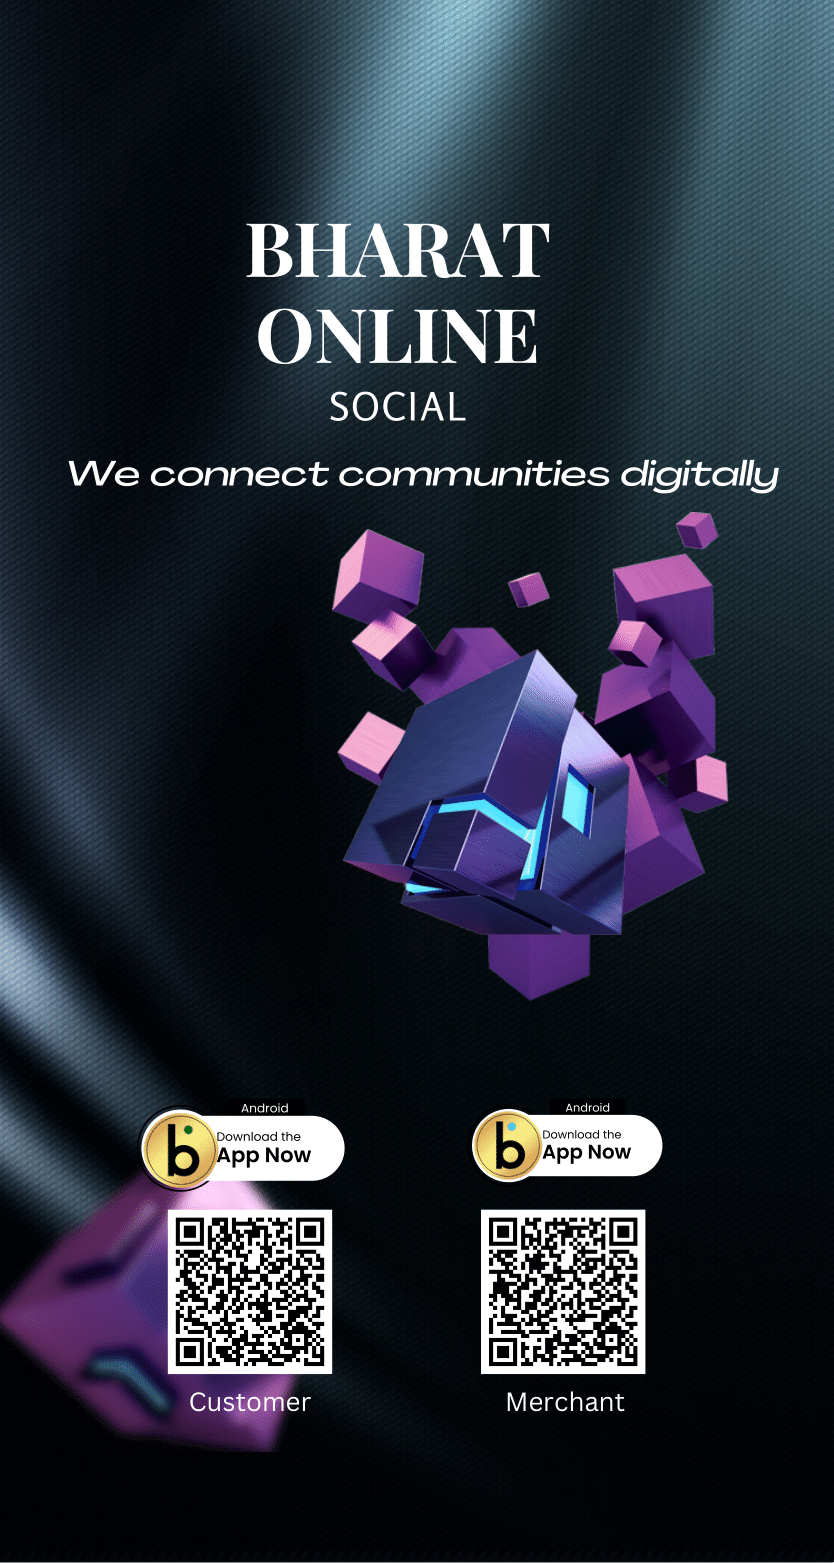 BHARAT
ONLINE
SOCIAL
We connect communities digitally
Android
b
Download the
App Now
Customer
Android
b
Download the
App Now
Merchant